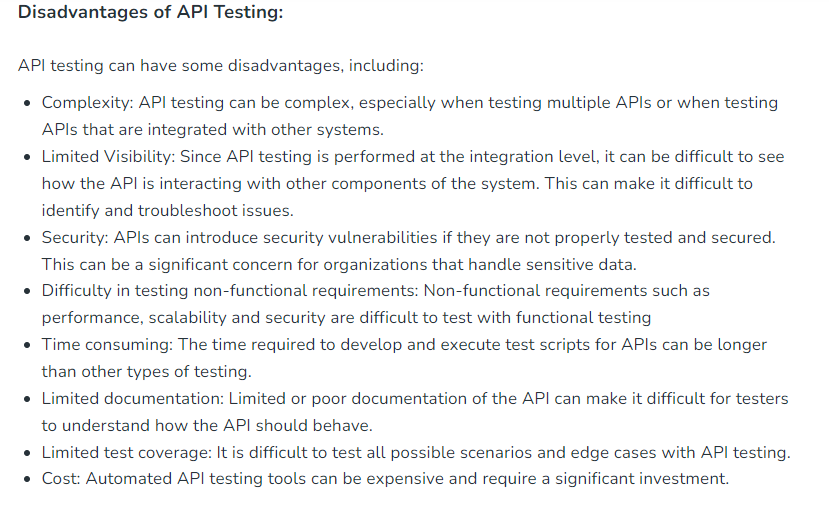 Disadvantages of API Testing:
API testing can have some disadvantages, including:
• Complexity: API testing can be complex, especially when testing multiple APIs or when testing
APIs that are integrated with other systems.
• Limited Visibility: Since API testing is performed at the integration level, it can be difficult to see
how the API is interacting with other components of the system. This can make it difficult to
identify and troubleshoot issues.
• Security: APIs can introduce security vulnerabilities if they are not properly tested and secured.
This can be a significant concern for organizations that handle sensitive data.
• Difficulty in testing non-functional requirements: Non-functional requirements such as
performance, scalability and security are difficult to test with functional testing
• Time consuming: The time required to develop and execute test scripts for APIs can be longer
than other types of testing.
• Limited documentation: Limited or poor documentation of the API can make it difficult for testers
to understand how the API should behave.
• Limited test coverage: It is difficult to test all possible scenarios and edge cases with API testing.
• Cost: Automated API testing tools can be expensive and require a significant investment.